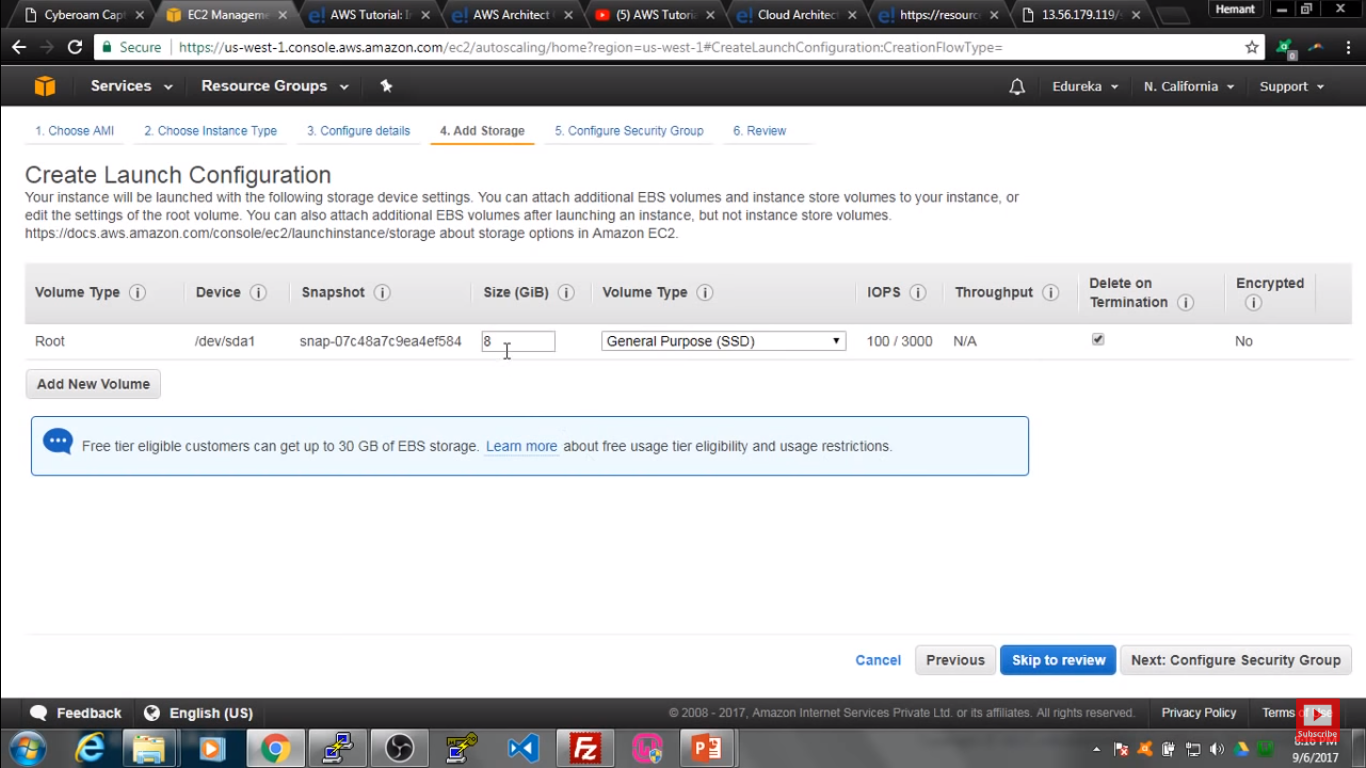 Cyberoam Capt
EC2 Managemen
AWS Tutorial: I
AWS Architect
(5) AWS Tutoria
Cloud Architec
https://resourc
13.56.179.119/
Hemant
Secure
https://us-west-1.console.aws.amazon.com/ec2/autoscaling/home?region=us-west-1#CreateLaunchConfiguration:CreationFlowType=
0
Services
Resource Groups
Edureka
N. California
Support
1. Choose AMI
2. Choose Instance Type
3. Configure details
4. Add Storage
5. Configure Security Group
6. Review
Create Launch Configuration
Your instance will be launched with the following storage device settings. You can attach additional EBS volumes and instance store volumes to your instance, or
edit the settings of the root volume. You can also attach additional EBS volumes after launching an instance, but not instance store volumes.
https://docs.aws.amazon.com/console/ec2/launchinstance/storage about storage options in Amazon EC2.
Volume Type
Device
Snapshot
Size (GiB)
Volume Type
IOPS
Throughput
Delete on
Termination
Encrypted
Root
/dev/sda1
snap-07c48a7c9ea4ef584
8
General Purpose (SSD)
100 / 3000
N/A
No
Add New Volume
Free tier eligible customers can get up to 30 GB of EBS storage. Learn more about free usage tier eligibility and usage restrictions.
Cancel
Previous
Skip to review
Next: Configure Security Group
Feedback
English (US)
© 2008 - 2017, Amazon Internet Services Private Ltd. or its affiliates. All rights reserved.
Privacy Policy
Terms of Use
Subscribe
9/6/2017